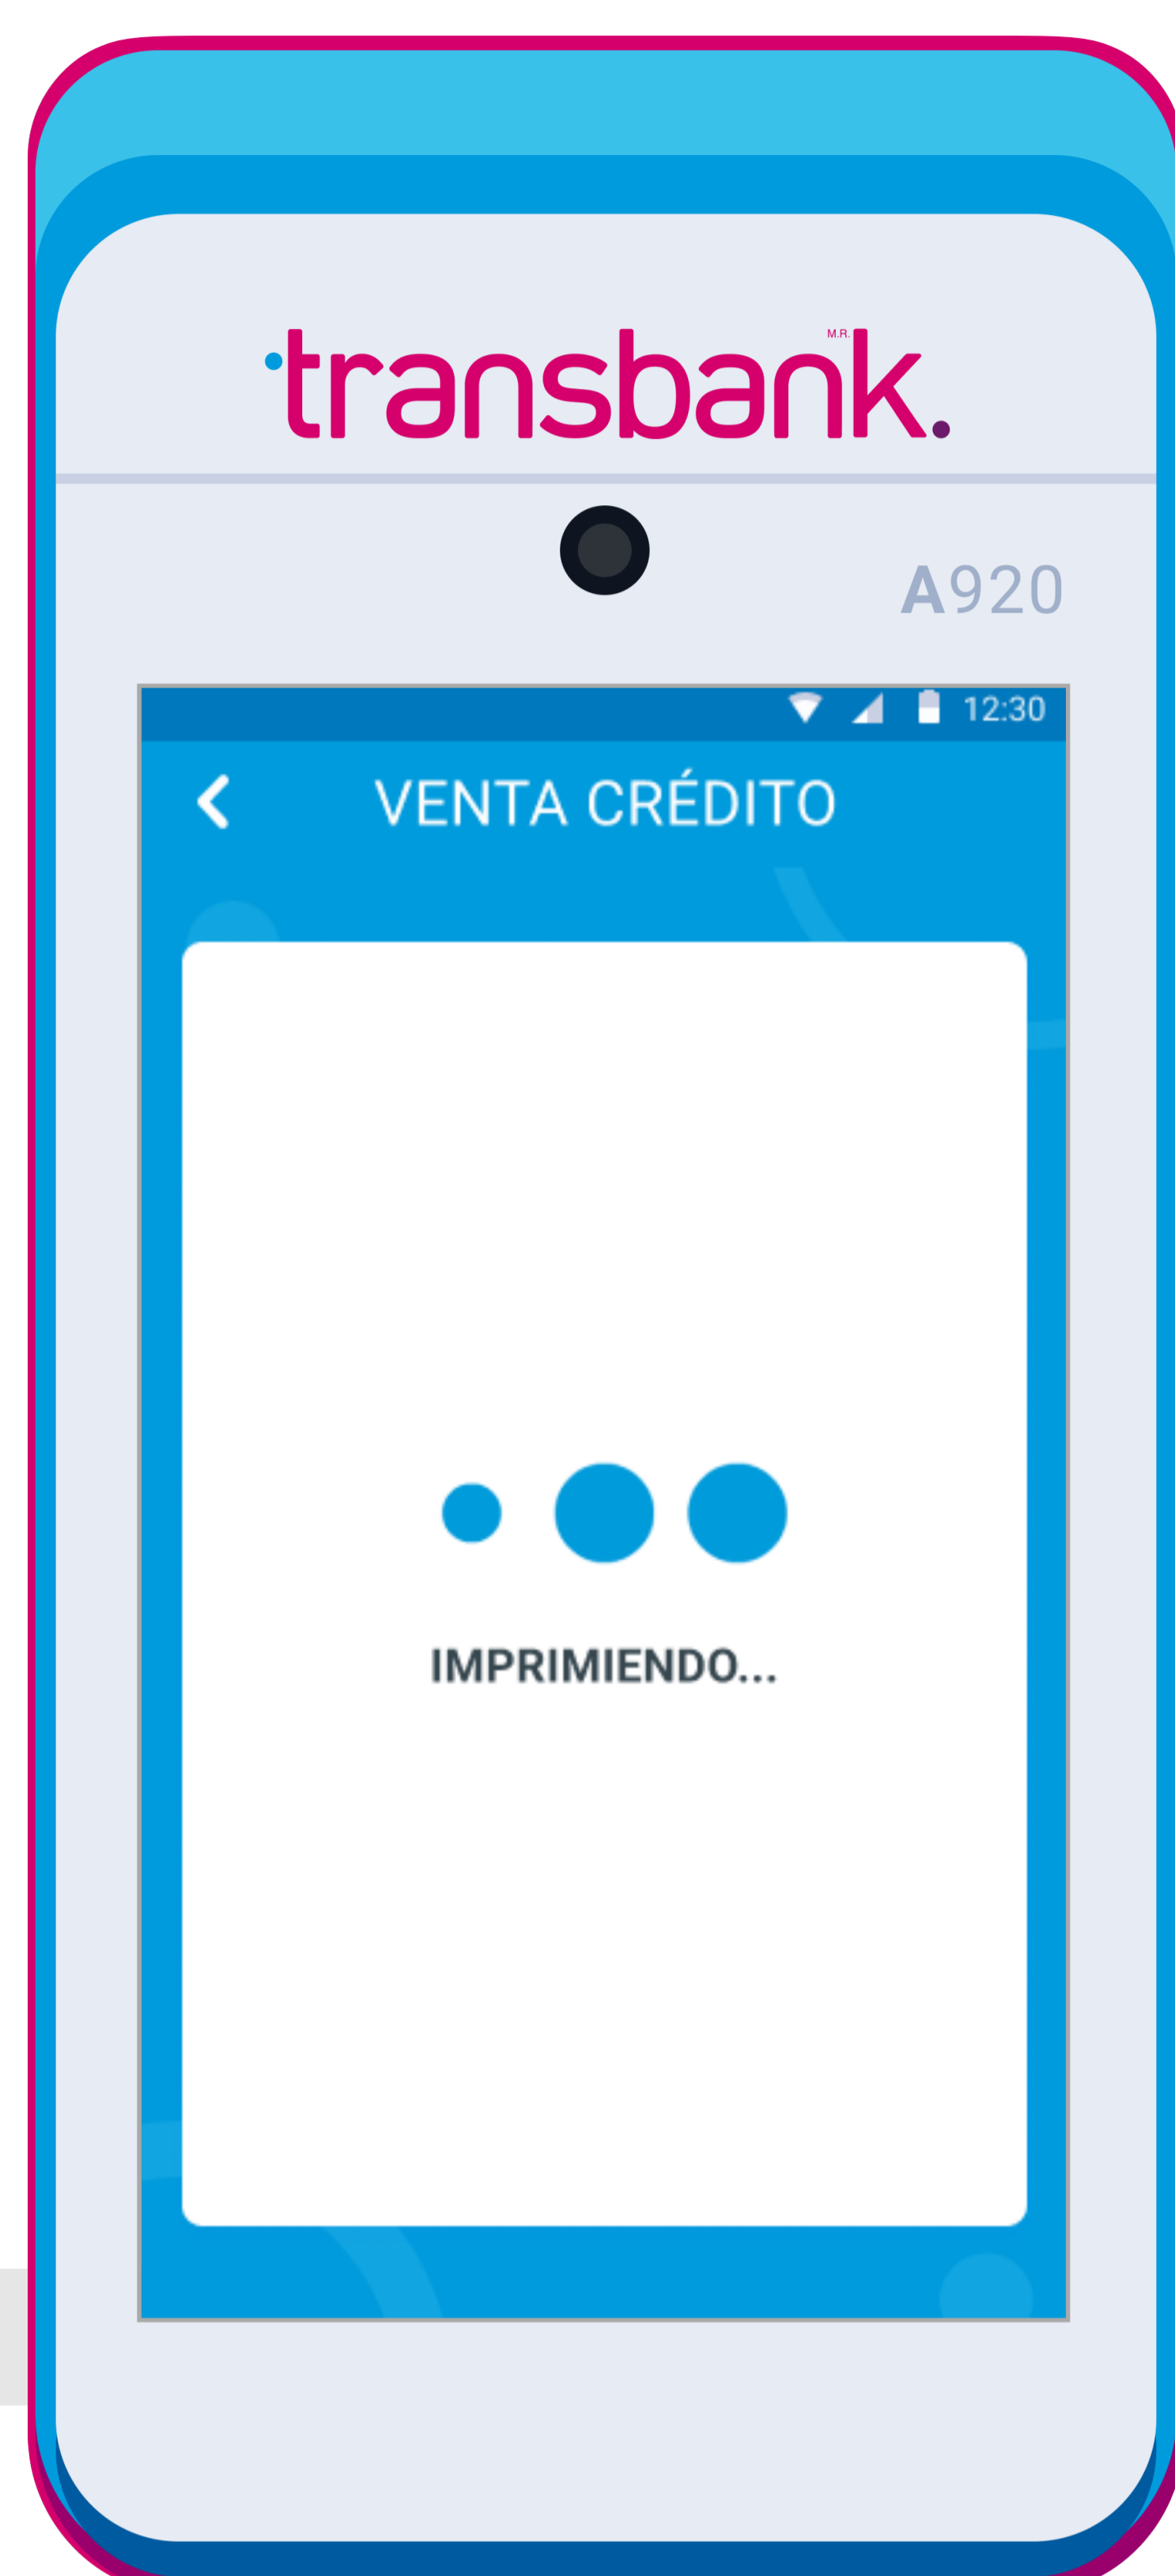 transbank.
M.R.
A920
12:30
VENTA CRÉDITO
IMPRIMIENDO...